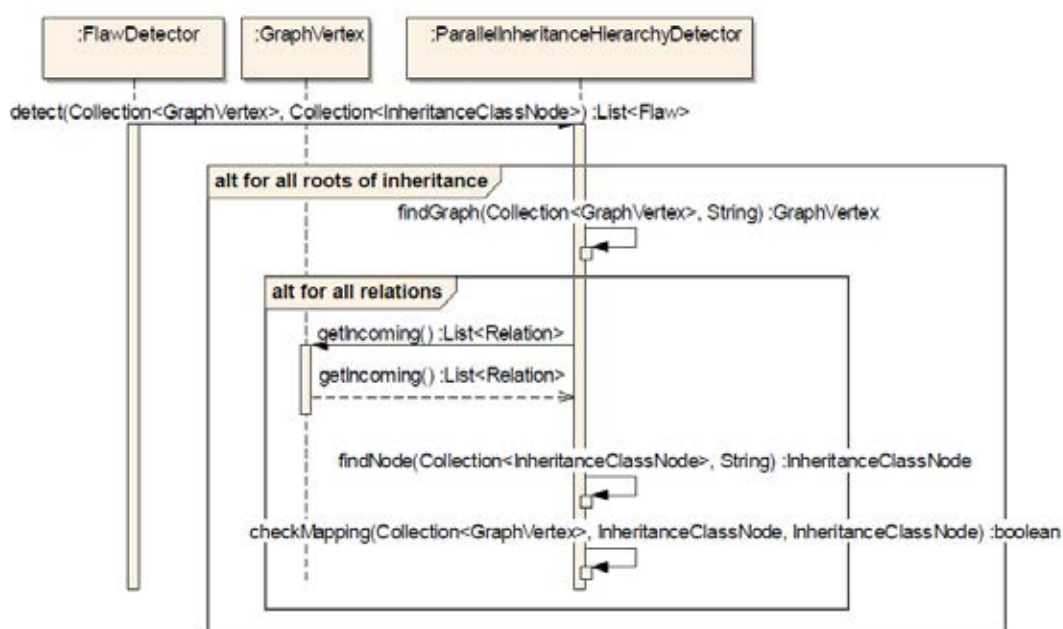 :FlawDetector
:GraphVertex
:ParallelInheritanceHierarchyDetector
detect(Collection<GraphVertex>, Collection<InheritanceClassNode>) :List<Flaw>
alt for all roots of inheritance
findGraph(Collection<GraphVertex>, String) :GraphVertex
alt for all relations
getIncoming() :List<Relation>
getIncoming() :List<Relation>
findNode(Collection<InheritanceClassNode>, String) :InheritanceClassNode
checkMapping(Collection<GraphVertex>, InheritanceClassNode, InheritanceClassNode) :boolean